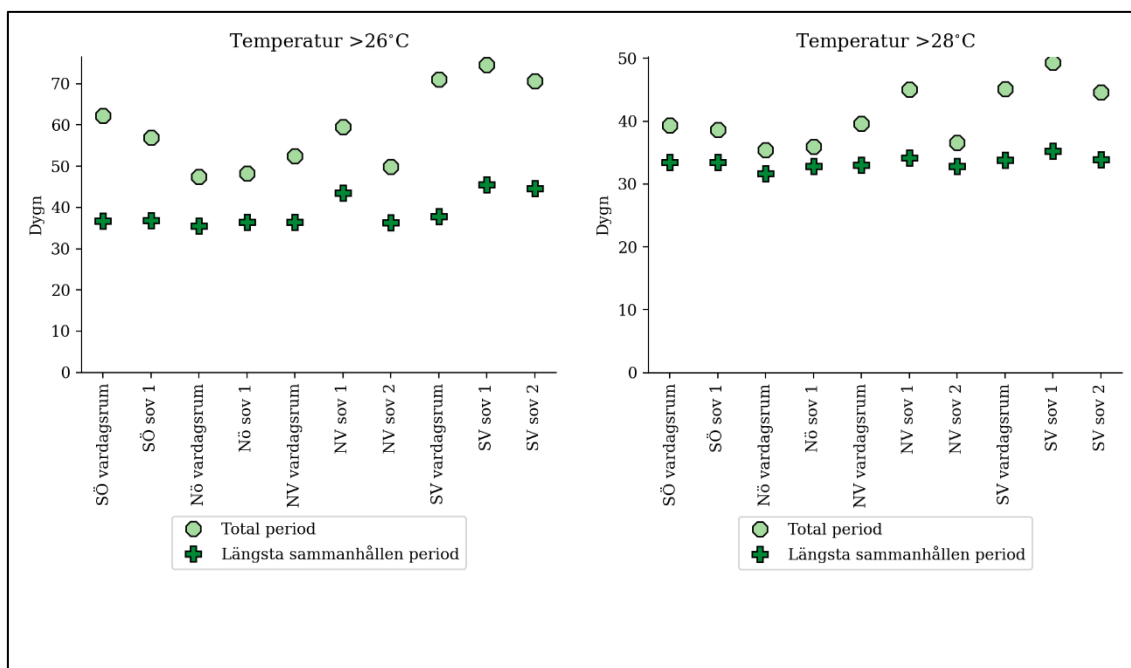 Temperatur >26°C
70
60
50
40
30
20
10
0
Dygn
SÖ vardagsrum
SÖ sov 1
Nö vardagsrum
Nö sov 1
NV vardagsrum
NV sov 1
NV sov 2
SV vardagsrum
SV sov 1
SV sov 2
Total period
Längsta sammanhållen period
Temperatur >28°C
50
40
30
20
10
0
Dygn
SÖ vardagsrum
SÖ sov 1
Nö vardagsrum
Nö sov 1
NV vardagsrum
NV sov 1
NV sov 2
SV vardagsrum
SV sov 1
SV sov 2
Total period
Längsta sammanhållen period